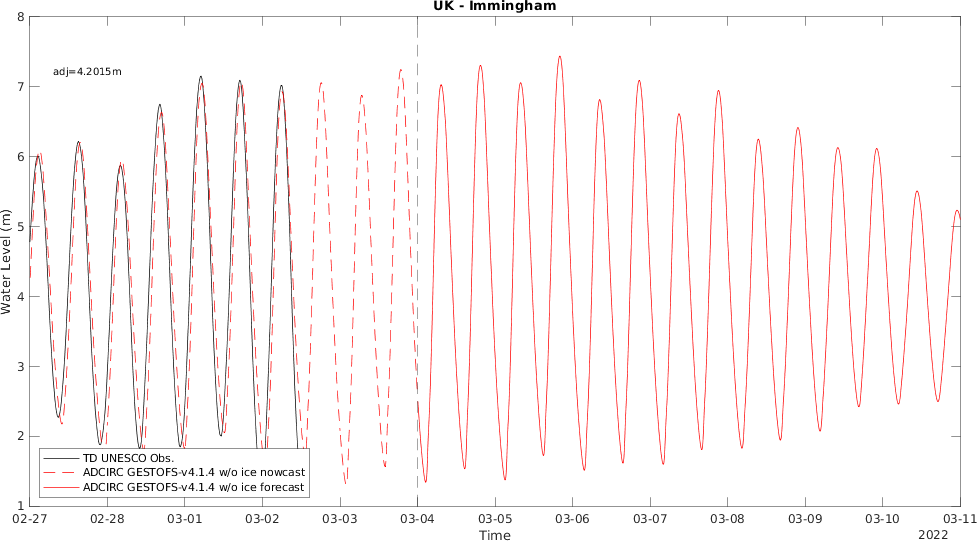 UK - Immingham
8
adj=4.2015m
7
6
5
4
3
2
1
Water Level (m)
TD UNESCO Obs.
ADCIRC GESTOFS-v4.1.4 w/o ice nowcast
ADCIRC GESTOFS-v4.1.4 w/o ice forecast
02-27 02-28 03-01 03-02 03-03 03-04 03-05 03-06 03-07 03-08 03-09 03-10 03-11
Time
2022